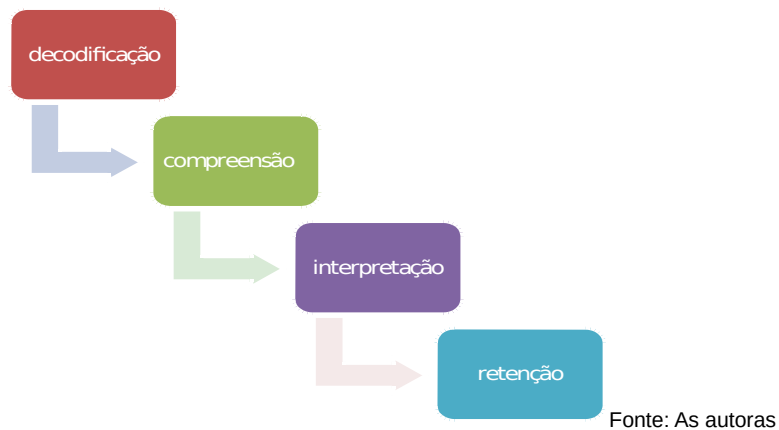 decodificação
compreensão
interpretação
retenção
Fonte: As autoras